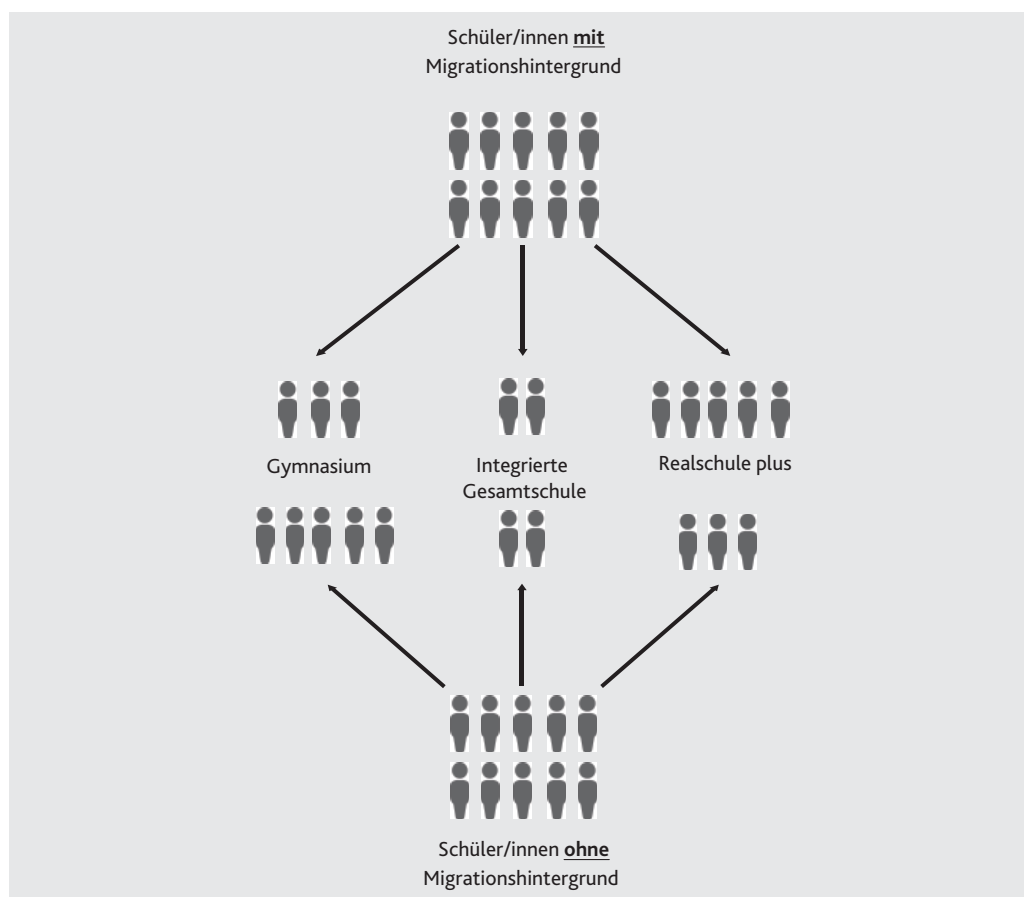 Schüler/innen mit
Migrationshintergrund
Gymnasium
Integrierte
Gesamtschule
Realschule plus
Schüler/innen ohne
Migrationshintergrund